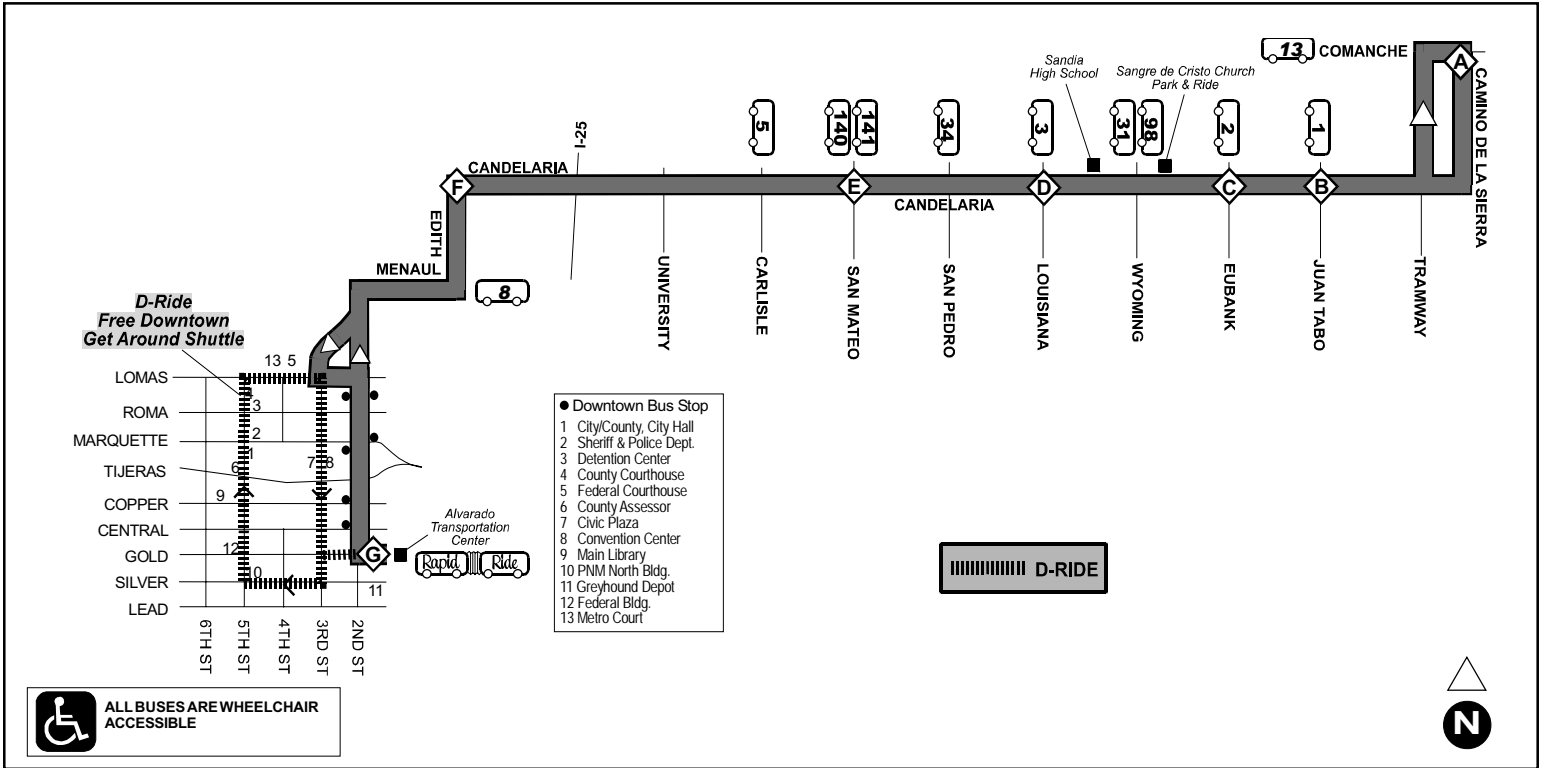 13 COMANCHE
A
CAMINO DE LA SIERRA
Sandia
High School
Sangre de Cristo Church
Park & Ride
5
140
141
34
3
31
98
2
1
I-25
CANDELARIA
F
E
D
C
B
CANDELARIA
EDITH
MENAUL
8
UNIVERSITY
CARLISLE
SAN MATEO
SAN PEDRO
LOUISIANA
WYOMING
EUBANK
JUAN TABO
TRAMWAY
D-Ride
Free Downtown
Get Around Shuttle
13 5
LOMAS
4
ROMA
3
MARQUETTE
2
1
TIJERAS
6
7
8
COPPER
9
CENTRAL
GOLD
12
G
SILVER
10
11
LEAD
6TH ST
5TH ST
4TH ST
3RD ST
2ND ST
Alvarado
Transportation
Center
Rapid Ride
Downtown Bus Stop
1 City/County, City Hall
2 Sheriff & Police Dept.
3 Detention Center
4 County Courthouse
5 Federal Courthouse
6 County Assessor
7 Civic Plaza
8 Convention Center
9 Main Library
10 PNM North Bldg.
11 Greyhound Depot
12 Federal Bldg.
13 Metro Court
D-RIDE
ALL BUSES ARE WHEELCHAIR
ACCESSIBLE
N